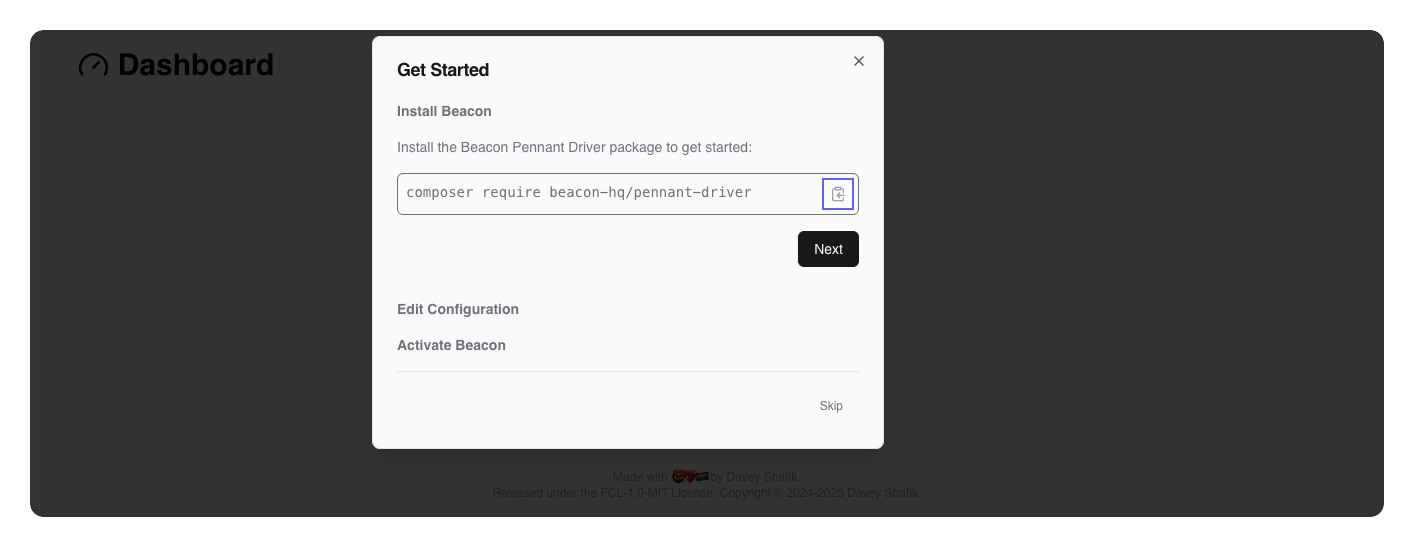 Dashboard
Get Started
Install Beacon
Install the Beacon Pennant Driver package to get started:
composer require beacon-hq/pennant-driver
Next
Edit Configuration
Activate Beacon
Skip
Made with 🦁💖🏳️‍🌈 by Davey Shafik.
Released under the FCL-1.0-MIT License. Copyright © 2024-2025 Davey Shafik.